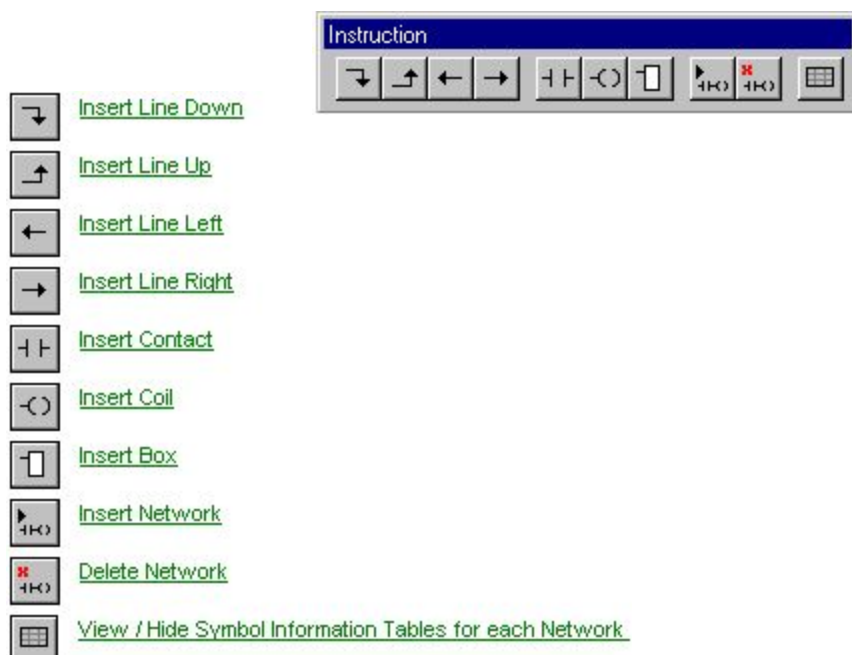 Instruction
Insert Line Down
Insert Line Up
Insert Line Left
Insert Line Right
Insert Contact
Insert Coil
Insert Box
Insert Network
Delete Network
View / Hide Symbol Information Tables for each Network